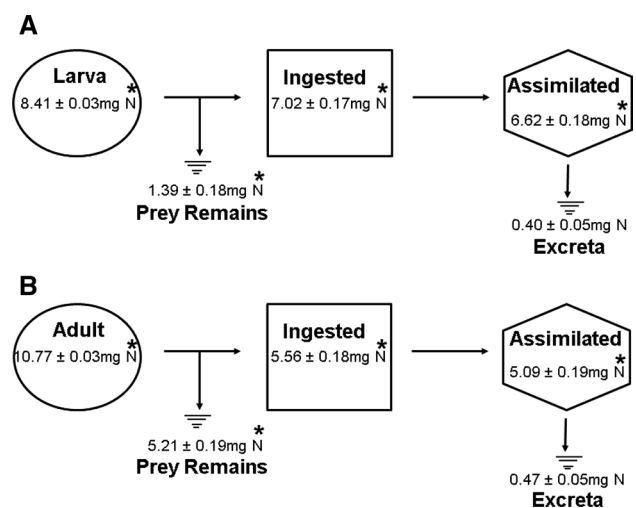 A
Larva
*
8.41 ± 0.03mg N
Ingested
*
7.02 ± 0.17mg N
Assimilated
*
6.62 ± 0.18mg N
*
1.39 ± 0.18mg N
Prey Remains
0.40 ± 0.05mg N
Excreta
B
Adult
*
10.77 ± 0.03mg N
Ingested
*
5.56 ± 0.18mg N
Assimilated
*
5.09 ± 0.19mg N
*
5.21 ± 0.19mg N
Prey Remains
0.47 ± 0.05mg N
Excreta